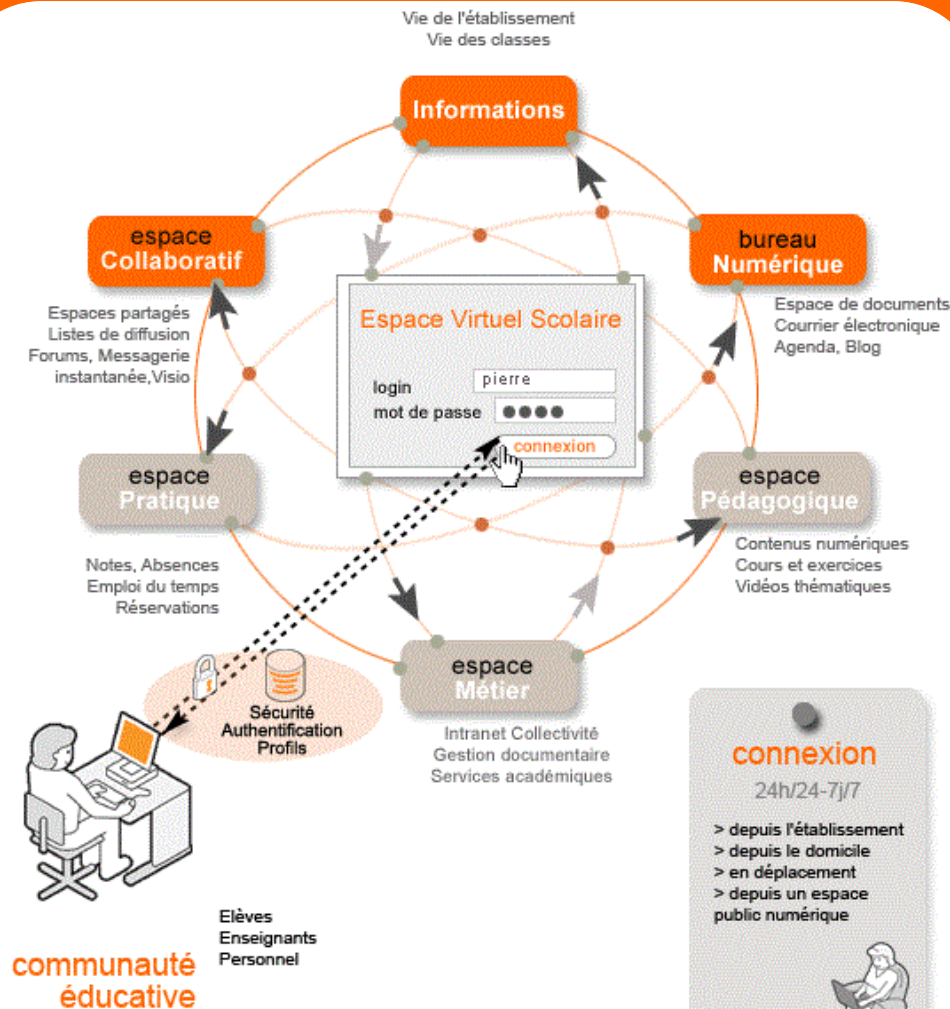 Vie de l'établissement
Vie des classes
Informations
espace
Collaboratif
bureau
Numérique
Espaces partagés
Listes de diffusion
Forums, Messagerie
instantanée,Visio
Espace Virtuel Scolaire
login
pierre
mot de passe
connexion
Espace de documents
Courrier électronique
Agenda, Blog
espace
Pratique
espace
Pédagogique
Notes, Absences
Emploi du temps
Réservations
Contenus numériques
Cours et exercices
Vidéos thématiques
espace
Métier
Intranet Collectivité
Gestion documentaire
Services académiques
Sécurité
Authentification
Profils
connexion
24h/24-7j/7
> depuis l'établissement
> depuis le domicile
> en déplacement
> depuis un espace
public numérique
Elèves
Enseignants
Personnel
communauté
éducative